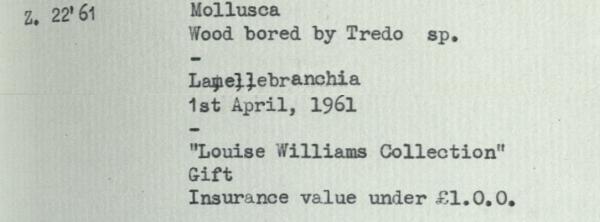 Z. 22'61
Mollusca
Wood bored by Tredo sp.
-
Lamellebranchia
1st April, 1961
-
"Louise Williams Collection"
Gift
Insurance value under £1.0.0.